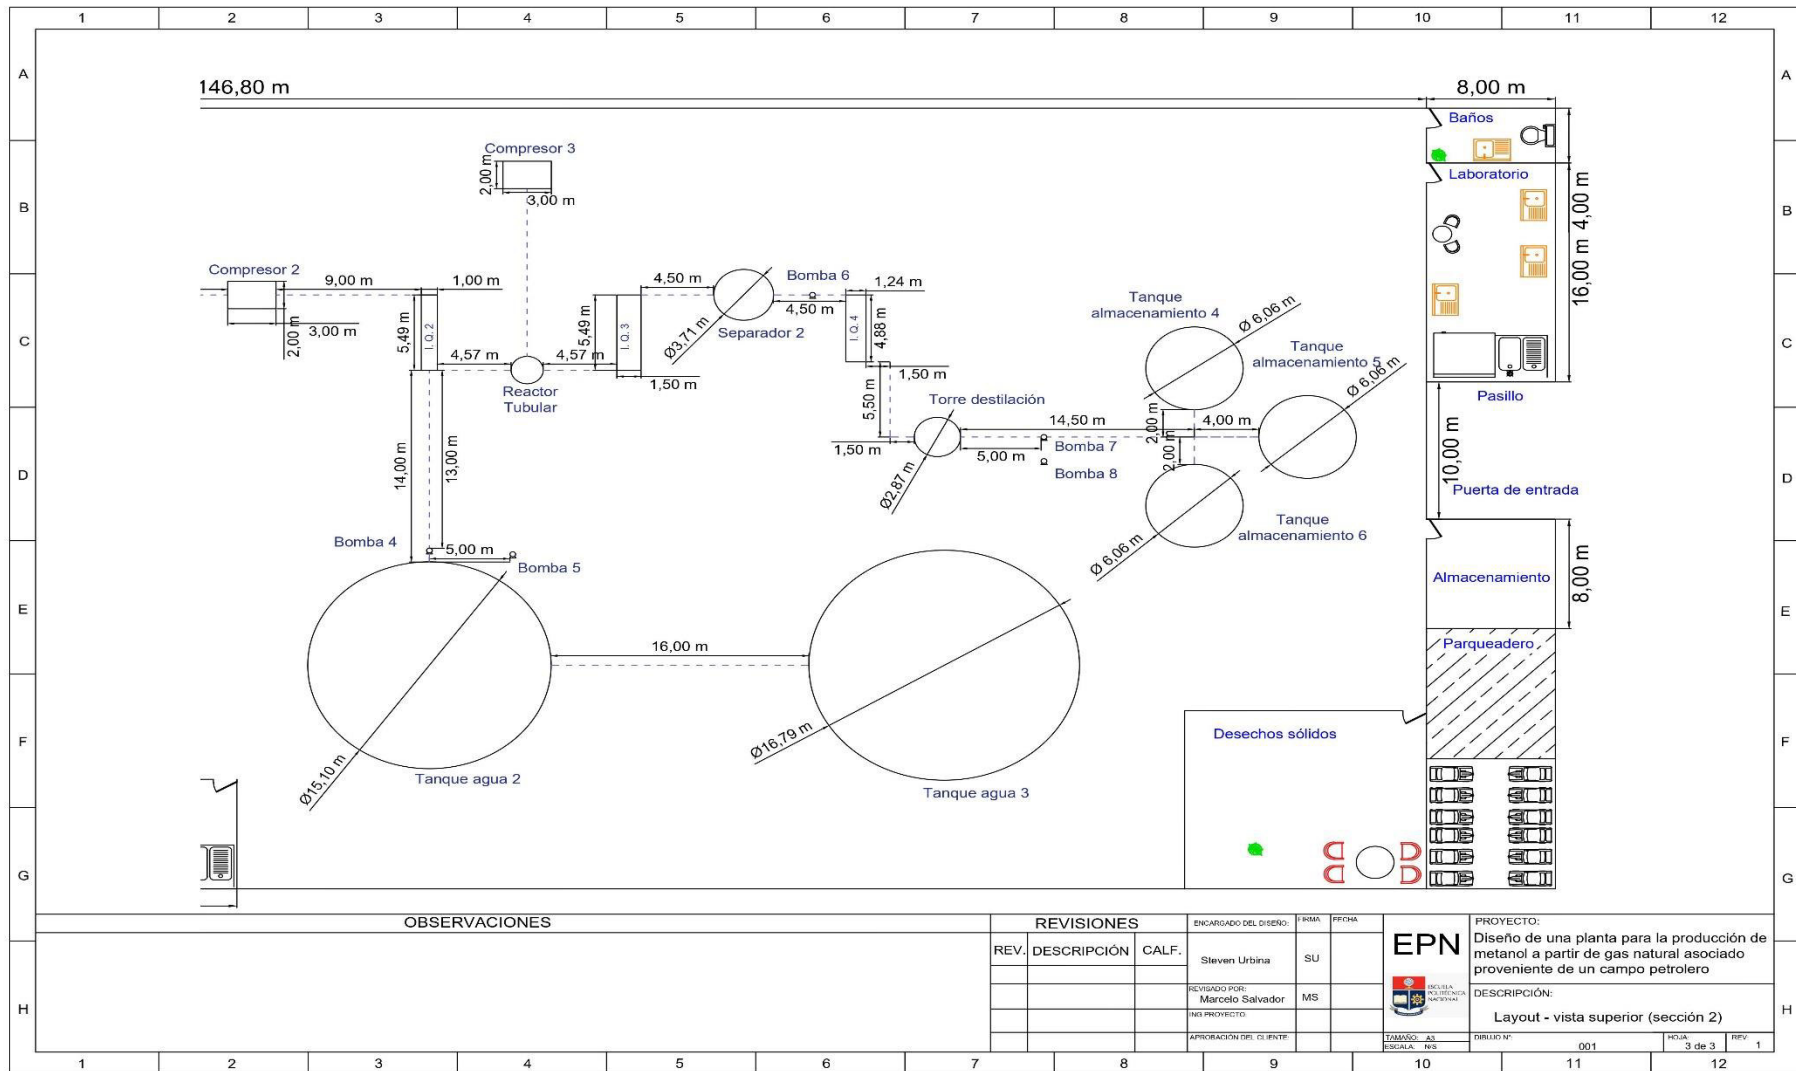 1 2 3 4 5 6 7 8 9 10 11 12
A A
146,80 m
8,00 m
Baños
Compresor 3
2,00 m
3,00 m
Laboratorio
B B
4,00 m
16,00 m
Compresor 2
9,00 m
1,00 m
4,50 m
Bomba 6
1,24 m
4,50 m
Tanque
almacenamiento 4
Ø 6,06 m
3,00 m
2,00 m
5,49 m
I. Q. 2
4,57 m
4,57 m
5,49 m
I. Q. 3
1,50 m
Ø3,71 m
Separador 2
I. Q. 4
4,88 m
1,50 m
C C
Tanque
almacenamiento 5
Ø 6,06 m
Reactor
Tubular
5,50 m
Torre destilación
Pasillo
14,50 m
2,00 m
4,00 m
1,50 m
5,00 m
Bomba 7
2,00 m
Bomba 8
Ø2,87 m
10,00 m
D D
14,00 m
13,00 m
Puerta de entrada
Tanque
almacenamiento 6
Ø 6,06 m
Bomba 4
5,00 m
Bomba 5
Almacenamiento
8,00 m
E E
16,00 m
Parqueadero
Desechos sólidos
F F
Ø15,10 m
Tanque agua 2
Ø16,79 m
Tanque agua 3
G G
OBSERVACIONES
REVISIONES
REV. DESCRIPCIÓN CALF.
ENCARGADO DEL DISEÑO: FIRMA FECHA
Steven Urbina SU
REVISADO POR:
Marcelo Salvador MS
ING.PROYECTO:
APROBACIÓN DEL CLIENTE:
EPN
ESCUELA
POLITÉCNICA
NACIONAL
TAMAÑO: A3
ESCALA: N/S
PROYECTO:
Diseño de una planta para la producción de
metanol a partir de gas natural asociado
proveniente de un campo petrolero
DESCRIPCIÓN:
Layout - vista superior (sección 2)
DIBUJO N°:
001
HOJA:
3 de 3
REV:
1
H H
1 2 3 4 5 6 7 8 9 10 11 12